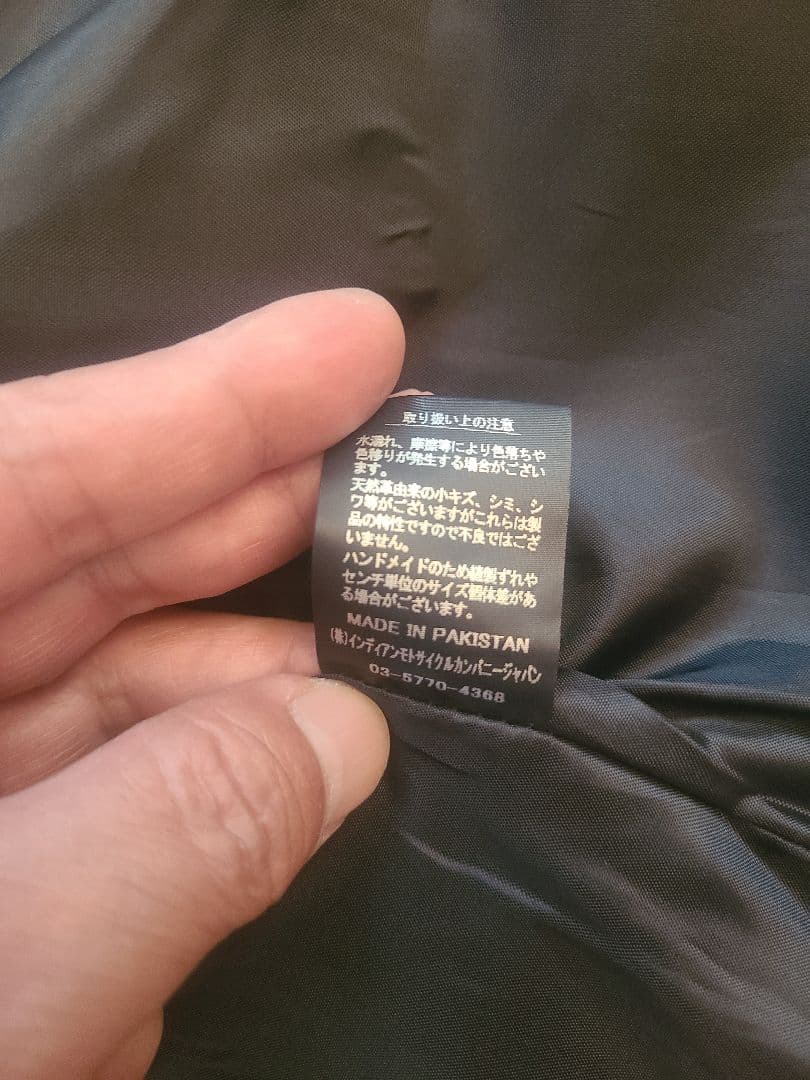 取り扱い上の注意
水濡れ、摩擦等により色落ちや
色移りが発生する場合がござい
ます。
天然革由来の小キズ、シミ、シ
ワ等がございますがこれらは製
品の特性ですので不良ではござ
いません。
ハンドメイドのため縫製ずれや
センチ単位のサイズ個体差があ
る場合がございます。
MADE IN PAKISTAN
(株)インディアンモトサイクルカンパニージャパン
03-5770-4368